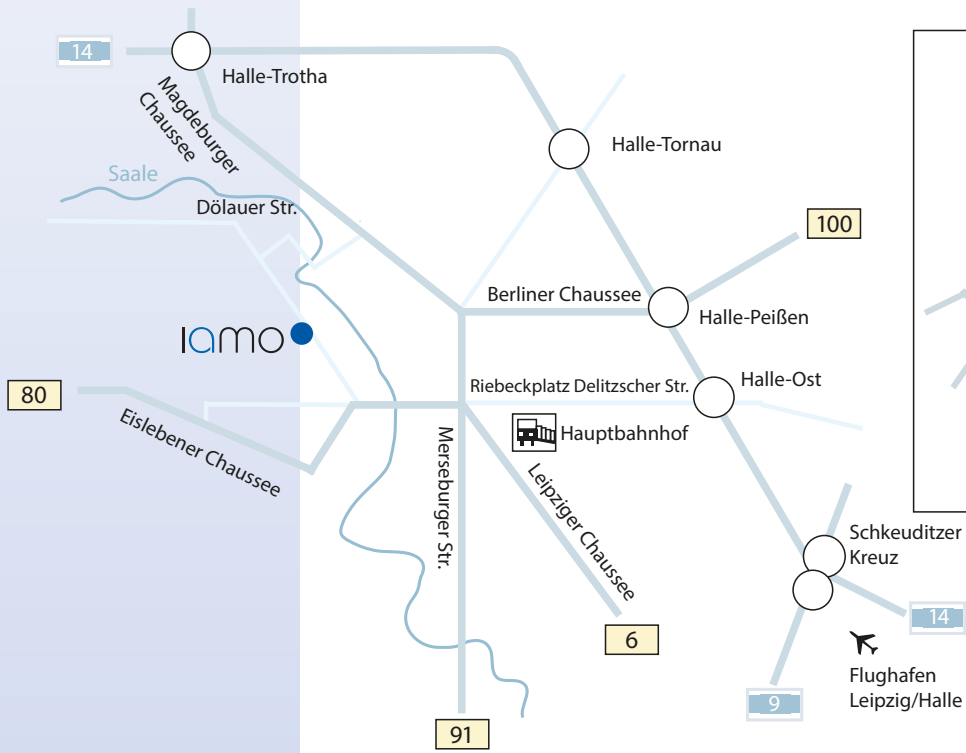 14
Halle-Trotha
Magdeburger
Chaussee
Halle-Tornau
Saale
Dölauer Str.
100
Berliner Chaussee
Halle-Peißen
iamo
Riebeckplatz Delitzscher Str.
Halle-Ost
80
Eislebener Chaussee
Hauptbahnhof
Merseburger Str.
Leipziger Chaussee
Schkeuditzer
Kreuz
14
6
Flughafen
Leipzig/Halle
9
91